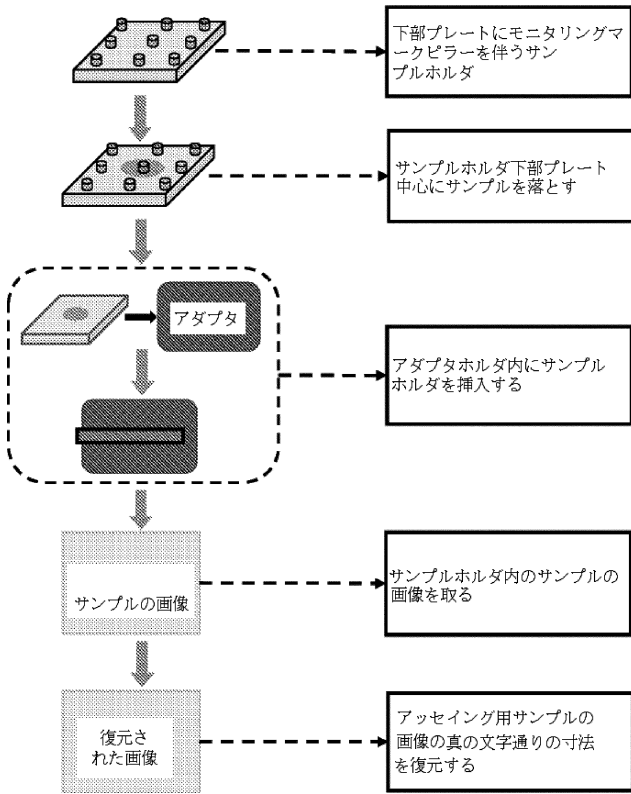 下部プレートにモニタリングマ
ークピラーを伴うサン
プルホルダ
サンプルホルダ下部プレート
中心にサンプルを落とす
アダプタ
アダプタホルダ内にサンプル
ホルダを挿入する
サンプルの画像
サンプルホルダ内のサンプルの
画像を取る
復元さ
れた画像
アッセイング用サンプルの
画像の真の文字通りの寸法
を復元する